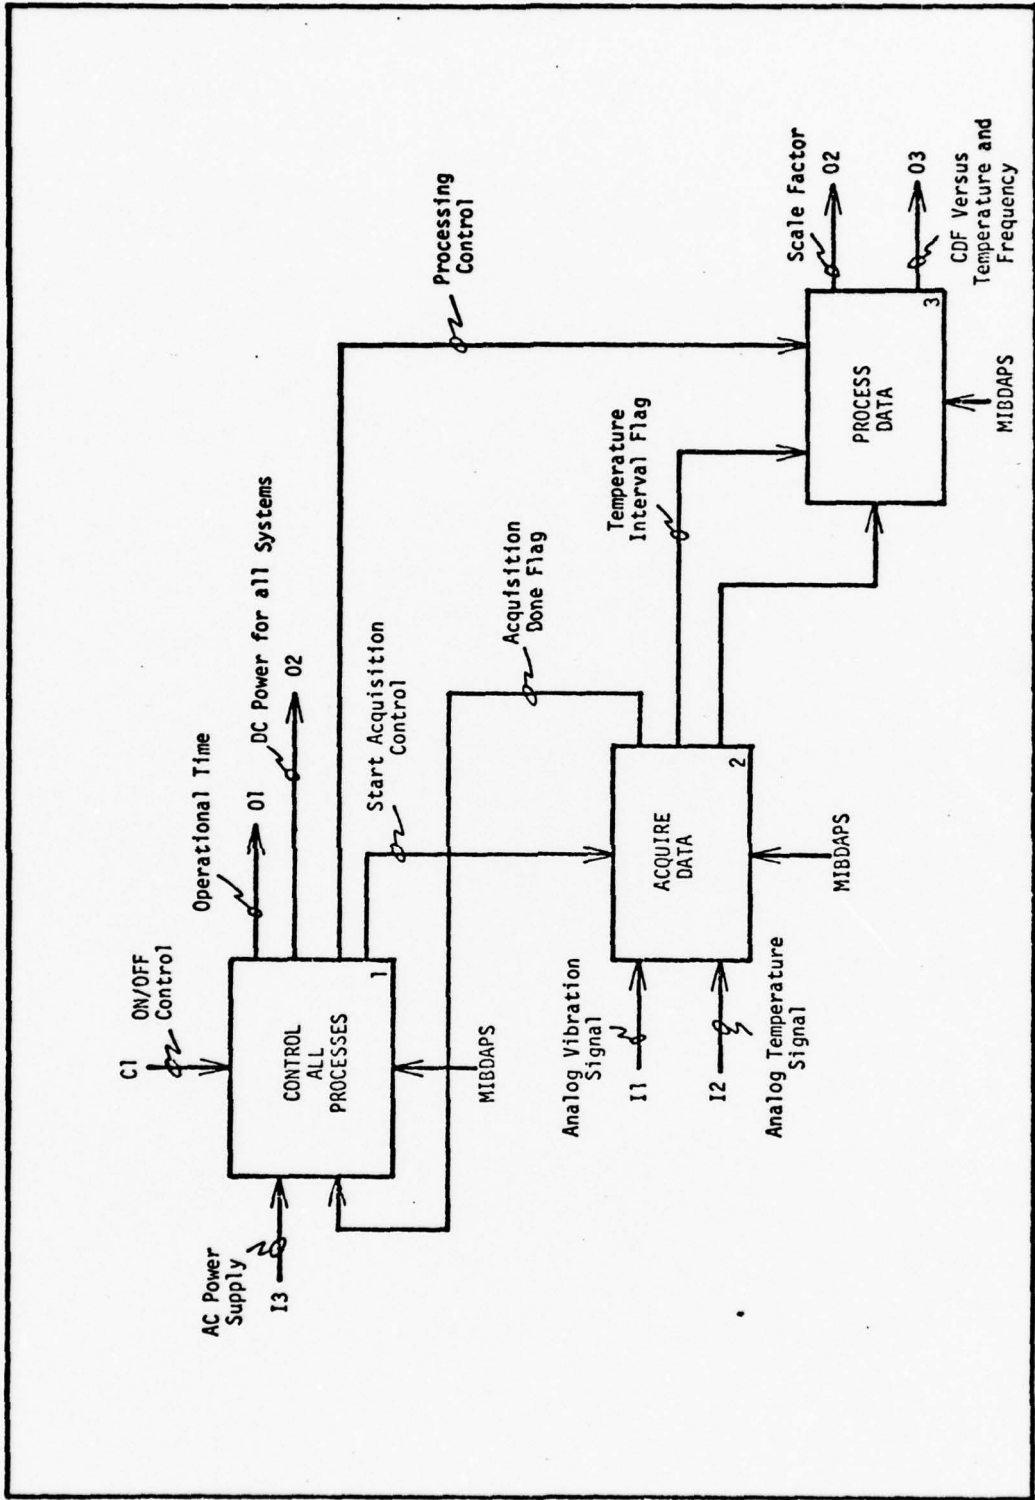 C1
ON/OFF
Control
Operational Time
O1
DC Power for all Systems
O2
AC Power
Supply
I3
CONTROL
ALL
PROCESSES
1
MIBDAPS
Start Acquisition
Control
Processing
Control
Acquisition
Done Flag
Analog Vibration
Signal
I1
I2
Analog Temperature
Signal
ACQUIRE
DATA
2
MIBDAPS
Temperature
Interval Flag
PROCESS
DATA
3
MIBDAPS
Scale Factor
O2
O3
CDF Versus
Temperature and
Frequency